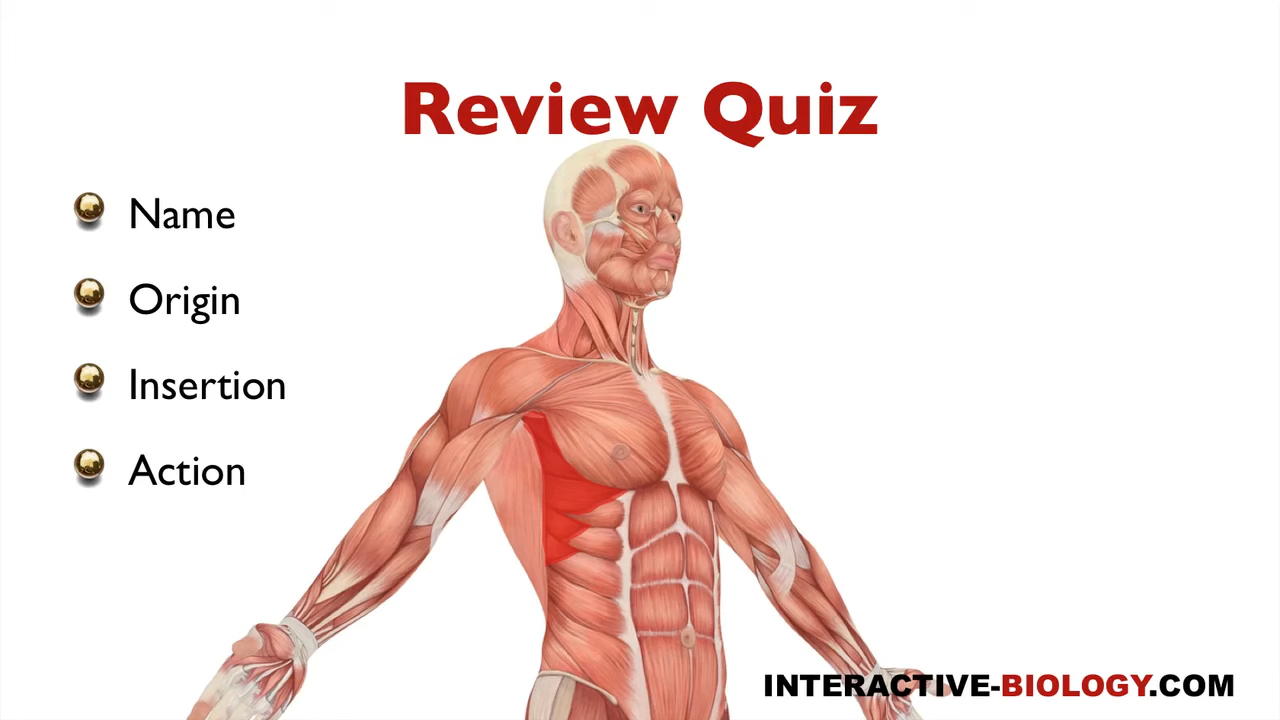 Review Quiz
Name
Origin
Insertion
Action
INTERACTIVE-BIOLOGY.COM